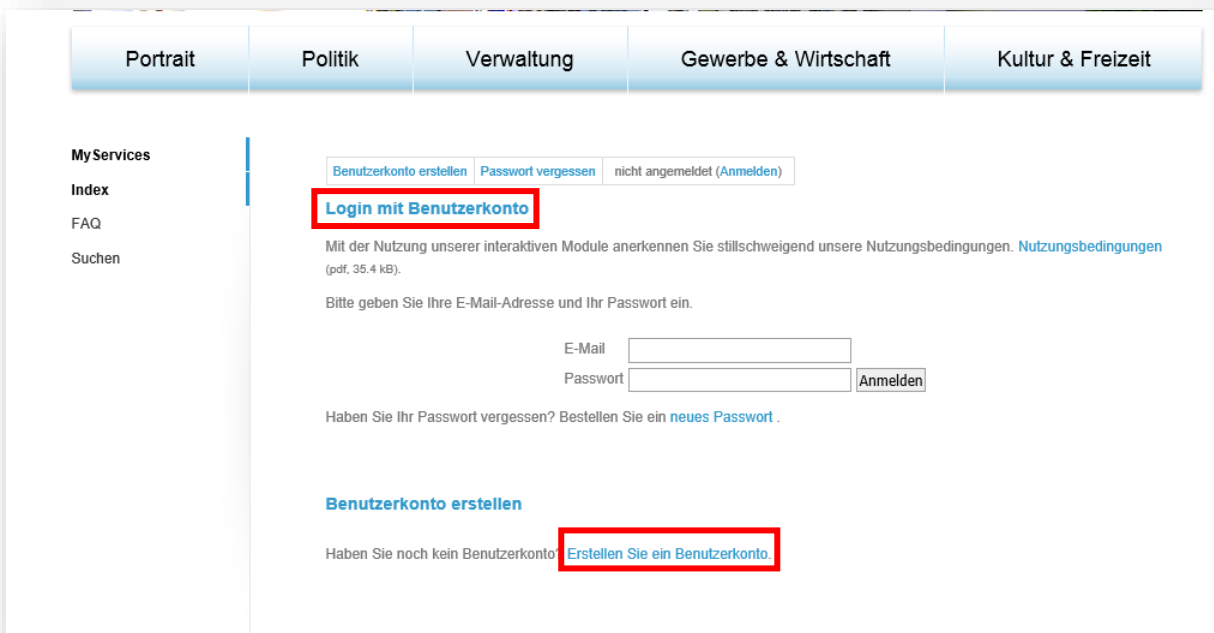 Portrait Politik Verwaltung Gewerbe & Wirtschaft Kultur & Freizeit
MyServices
Index
FAQ
Suchen
Benutzerkonto erstellen Passwort vergessen nicht angemeldet (Anmelden)
Login mit Benutzerkonto
Mit der Nutzung unserer interaktiven Module anerkennen Sie stillschweigend unsere Nutzungsbedingungen. Nutzungsbedingungen
(pdf, 35.4 kB).
Bitte geben Sie Ihre E-Mail-Adresse und Ihr Passwort ein.
E-Mail
Passwort Anmelden
Haben Sie Ihr Passwort vergessen? Bestellen Sie ein neues Passwort .
Benutzerkonto erstellen
Haben Sie noch kein Benutzerkonto? Erstellen Sie ein Benutzerkonto.